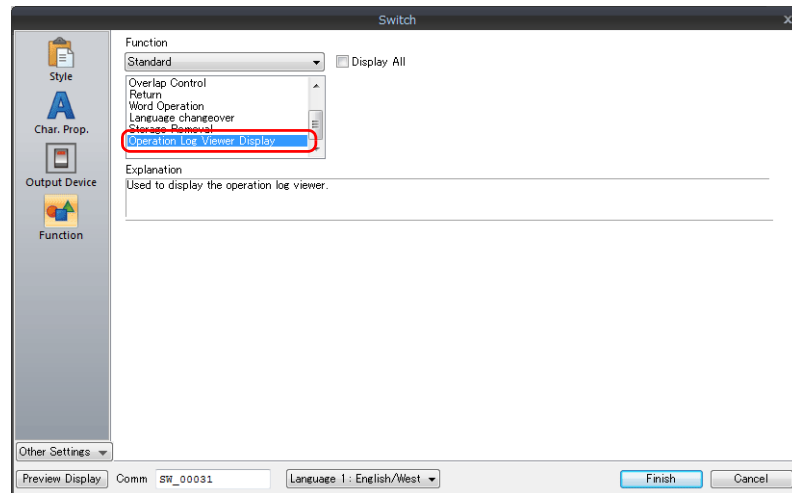 Switch
x
Function
Standard
Display All
Style
Overlap Control
Return
Word Operation
Language changeover
Storage Removal
Operation Log Viewer Display
Char. Prop.
Explanation
Used to display the operation log viewer.
Output Device
Function
Other Settings
Preview Display Comm SW_00031 Language 1 : English/West Finish Cancel